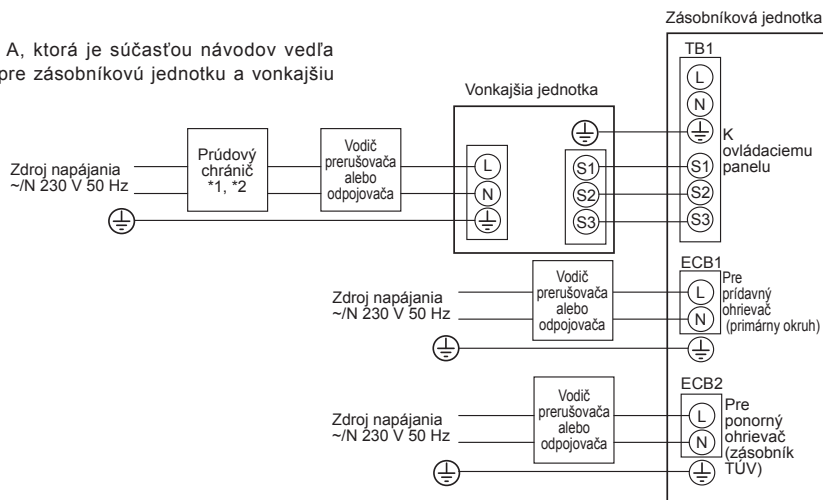 A, ktorá je súčasťou návodov vedľa
pre zásobníkovú jednotku a vonkajšiu
Zásobníková jednotka
TB1
L
N
K
ovládaciemu
panelu
S1
S2
S3
Vonkajšia jednotka
L
N
S1
S2
S3
Zdroj napájania
~/N 230 V 50 Hz
Prúdový
chránič
*1, *2
Vodič
prerušovača
alebo
odpojovača
Zdroj napájania
~/N 230 V 50 Hz
Vodič
prerušovača
alebo
odpojovača
ECB1
L
N
Pre
prídavný
ohrievač
(primárny okruh)
Zdroj napájania
~/N 230 V 50 Hz
Vodič
prerušovača
alebo
odpojovača
ECB2
L
N
Pre
ponorný
ohrievač
(zásobník
TÚV)